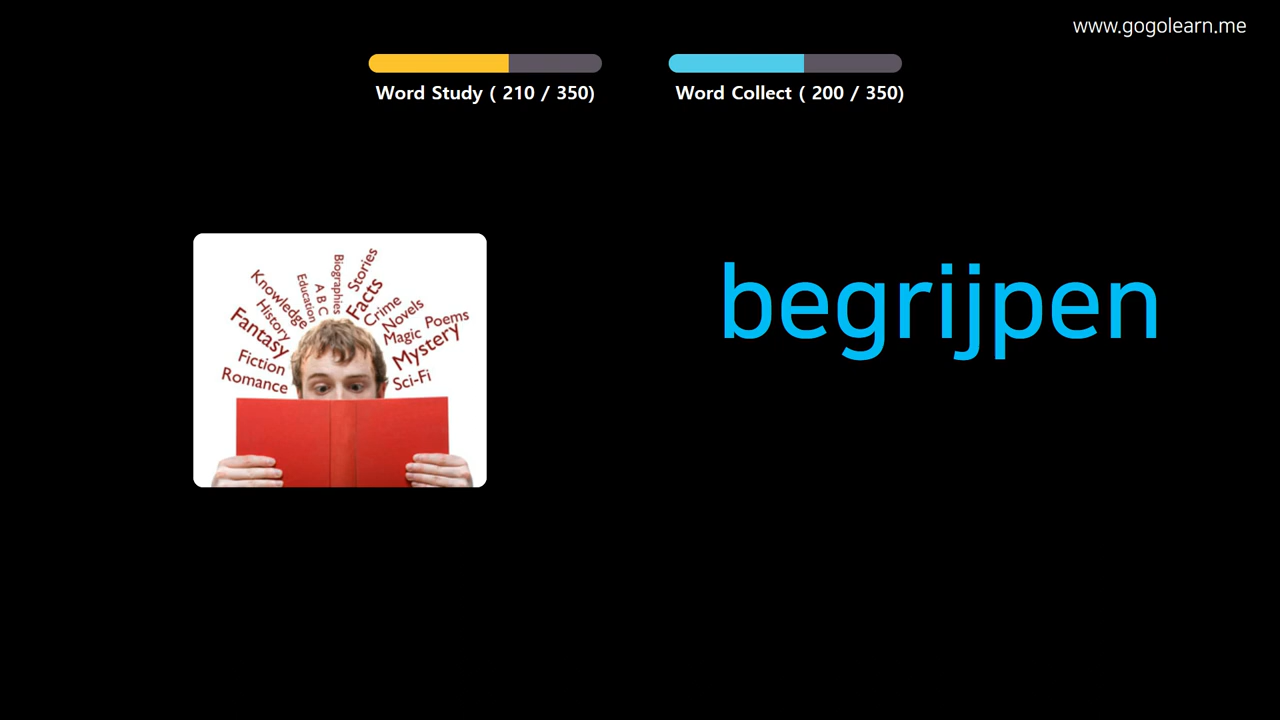 www.gogolearn.me
Word Study ( 210 / 350)
Word Collect ( 200 / 350)
begrijpen
Knowledge
History
Fantasy
Fiction
Romance
Education
A B C
Biographies
Stories
Facts
Crime
Novels
Magic
Poems
Mystery
Sci-Fi